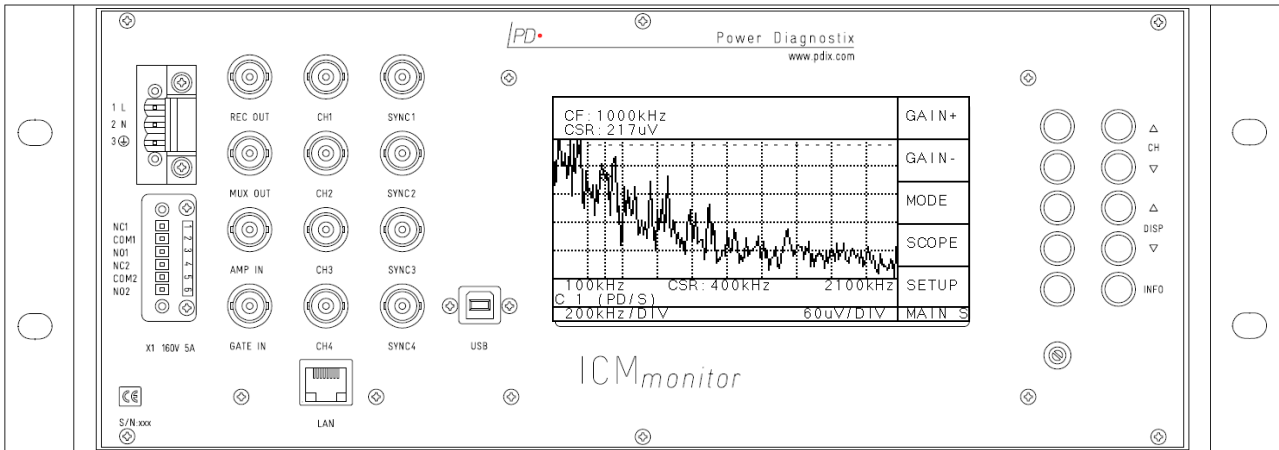 PD
Power Diagnostix
www.pdix.com
1 L
2 N
3
REC OUT
CH1
SYNC1
MUX OUT
CH2
SYNC2
AMP IN
CH3
SYNC3
GATE IN
CH4
SYNC4
USB
NC1
COM1
NO1
NC2
COM2
NO2
1
2
3
4
5
6
X1 160V 5A
CE
S/N:xxx
LAN
CF: 1000kHz
CSR: 217uV
100kHz CSR: 400kHz 2100kHz
C 1 (PD/S)
200kHz/DIV 60uV/DIV
GAIN+
GAIN-
MODE
SCOPE
SETUP
MAIN S
CH
DISP
INFO
ICMmonitor